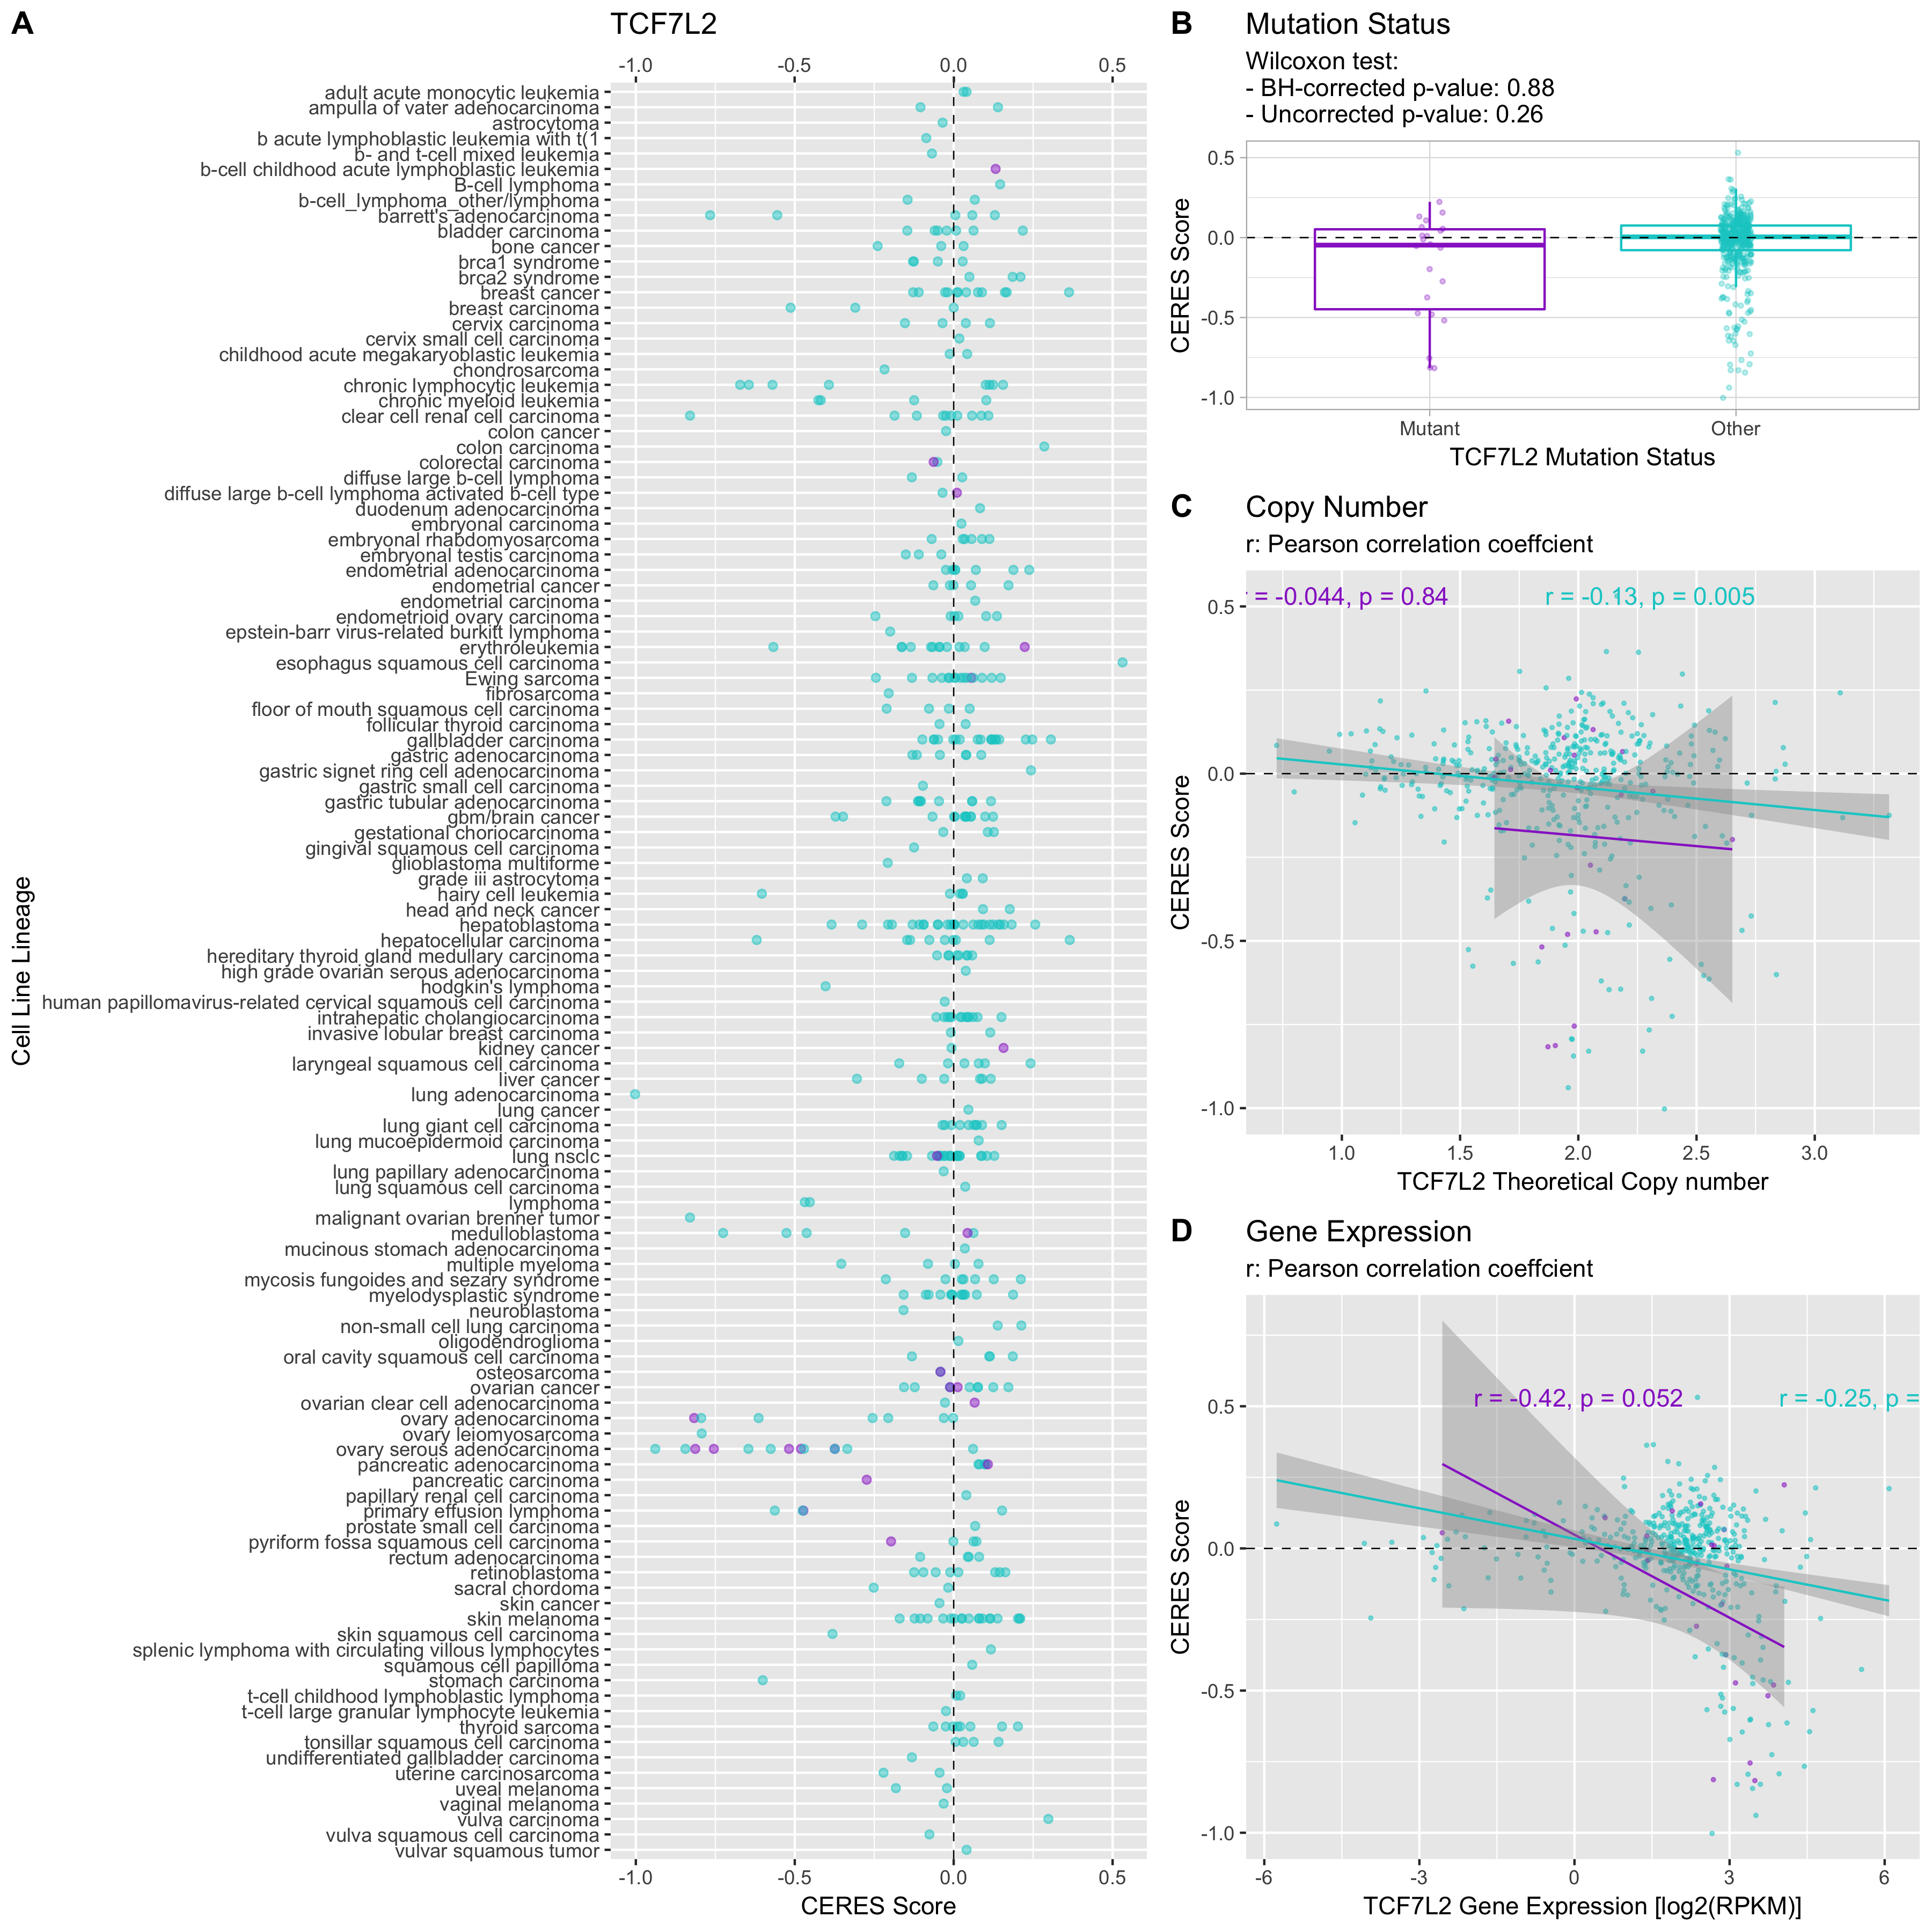 A
TCF7L2
-1.0 -0.5 0.0 0.5
adult acute monocytic leukemia
ampulla of vater adenocarcinoma
astrocytoma
b acute lymphoblastic leukemia with t(1
b- and t-cell mixed leukemia
b-cell childhood acute lymphoblastic leukemia
B-cell lymphoma
b-cell_lymphoma_other/lymphoma
barrett's adenocarcinoma
bladder carcinoma
bone cancer
brca1 syndrome
brca2 syndrome
breast cancer
breast carcinoma
cervix carcinoma
cervix small cell carcinoma
childhood acute megakaryoblastic leukemia
chondrosarcoma
chronic lymphocytic leukemia
chronic myeloid leukemia
clear cell renal cell carcinoma
colon cancer
colon carcinoma
colorectal carcinoma
diffuse large b-cell lymphoma
diffuse large b-cell lymphoma activated b-cell type
duodenum adenocarcinoma
embryonal carcinoma
embryonal rhabdomyosarcoma
embryonal testis carcinoma
endometrial adenocarcinoma
endometrial cancer
endometrial carcinoma
endometrioid ovary carcinoma
epstein-barr virus-related burkitt lymphoma
erythroleukemia
esophagus squamous cell carcinoma
Ewing sarcoma
fibrosarcoma
floor of mouth squamous cell carcinoma
follicular thyroid carcinoma
gallbladder carcinoma
gastric adenocarcinoma
gastric signet ring cell adenocarcinoma
gastric small cell carcinoma
gastric tubular adenocarcinoma
gbm/brain cancer
gestational choriocarcinoma
gingival squamous cell carcinoma
glioblastoma multiforme
grade iii astrocytoma
hairy cell leukemia
head and neck cancer
hepatoblastoma
hepatocellular carcinoma
hereditary thyroid gland medullary carcinoma
high grade ovarian serous adenocarcinoma
hodgkin's lymphoma
human papillomavirus-related cervical squamous cell carcinoma
intrahepatic cholangiocarcinoma
invasive lobular breast carcinoma
kidney cancer
laryngeal squamous cell carcinoma
liver cancer
lung adenocarcinoma
lung cancer
lung giant cell carcinoma
lung mucoepidermoid carcinoma
lung nsclc
lung papillary adenocarcinoma
lung squamous cell carcinoma
lymphoma
malignant ovarian brenner tumor
medulloblastoma
mucinous stomach adenocarcinoma
multiple myeloma
mycosis fungoides and sezary syndrome
myelodysplastic syndrome
neuroblastoma
non-small cell lung carcinoma
oligodendroglioma
oral cavity squamous cell carcinoma
osteosarcoma
ovarian cancer
ovarian clear cell adenocarcinoma
ovary adenocarcinoma
ovary leiomyosarcoma
ovary serous adenocarcinoma
pancreatic adenocarcinoma
pancreatic carcinoma
papillary renal cell carcinoma
primary effusion lymphoma
prostate small cell carcinoma
pyriform fossa squamous cell carcinoma
rectum adenocarcinoma
retinoblastoma
sacral chordoma
skin cancer
skin melanoma
skin squamous cell carcinoma
splenic lymphoma with circulating villous lymphocytes
squamous cell papilloma
stomach carcinoma
t-cell childhood lymphoblastic lymphoma
t-cell large granular lymphocyte leukemia
thyroid sarcoma
tonsillar squamous cell carcinoma
undifferentiated gallbladder carcinoma
uterine carcinosarcoma
uveal melanoma
vaginal melanoma
vulva carcinoma
vulva squamous cell carcinoma
vulvar squamous tumor
-1.0 -0.5 0.0 0.5
CERES Score
Cell Line Lineage
B
Mutation Status
Wilcoxon test:
- BH-corrected p-value: 0.88
- Uncorrected p-value: 0.26
0.5
0.0
-0.5
-1.0
CERES Score
Mutant Other
TCF7L2 Mutation Status
C
Copy Number
r: Pearson correlation coeffcient
= -0.044, p = 0.84
r = -0.13, p = 0.005
0.5
0.0
-0.5
-1.0
CERES Score
1.0 1.5 2.0 2.5 3.0
TCF7L2 Theoretical Copy number
D
Gene Expression
r: Pearson correlation coeffcient
r = -0.42, p = 0.052
r = -0.25, p =
0.5
0.0
-0.5
-1.0
CERES Score
-6 -3 0 3 6
TCF7L2 Gene Expression [log2(RPKM)]